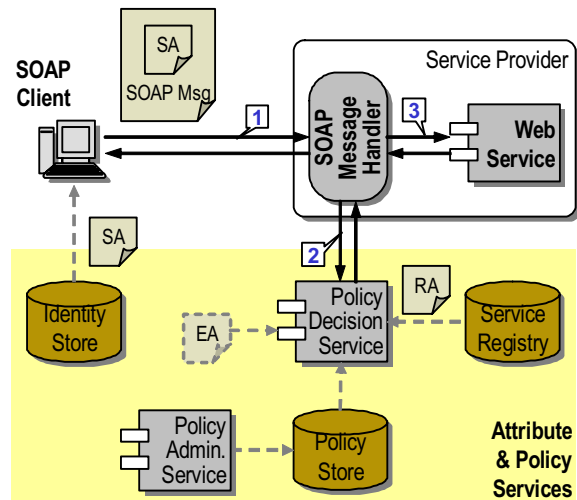 SA
SOAP Msg
SOAP
Client
Service Provider
1
SOAP
Message
Handler
3
Web
Service
SA
2
Identity
Store
EA
Policy
Decision
Service
RA
Service
Registry
Policy
Admin.
Service
Policy
Store
Attribute
& Policy
Services